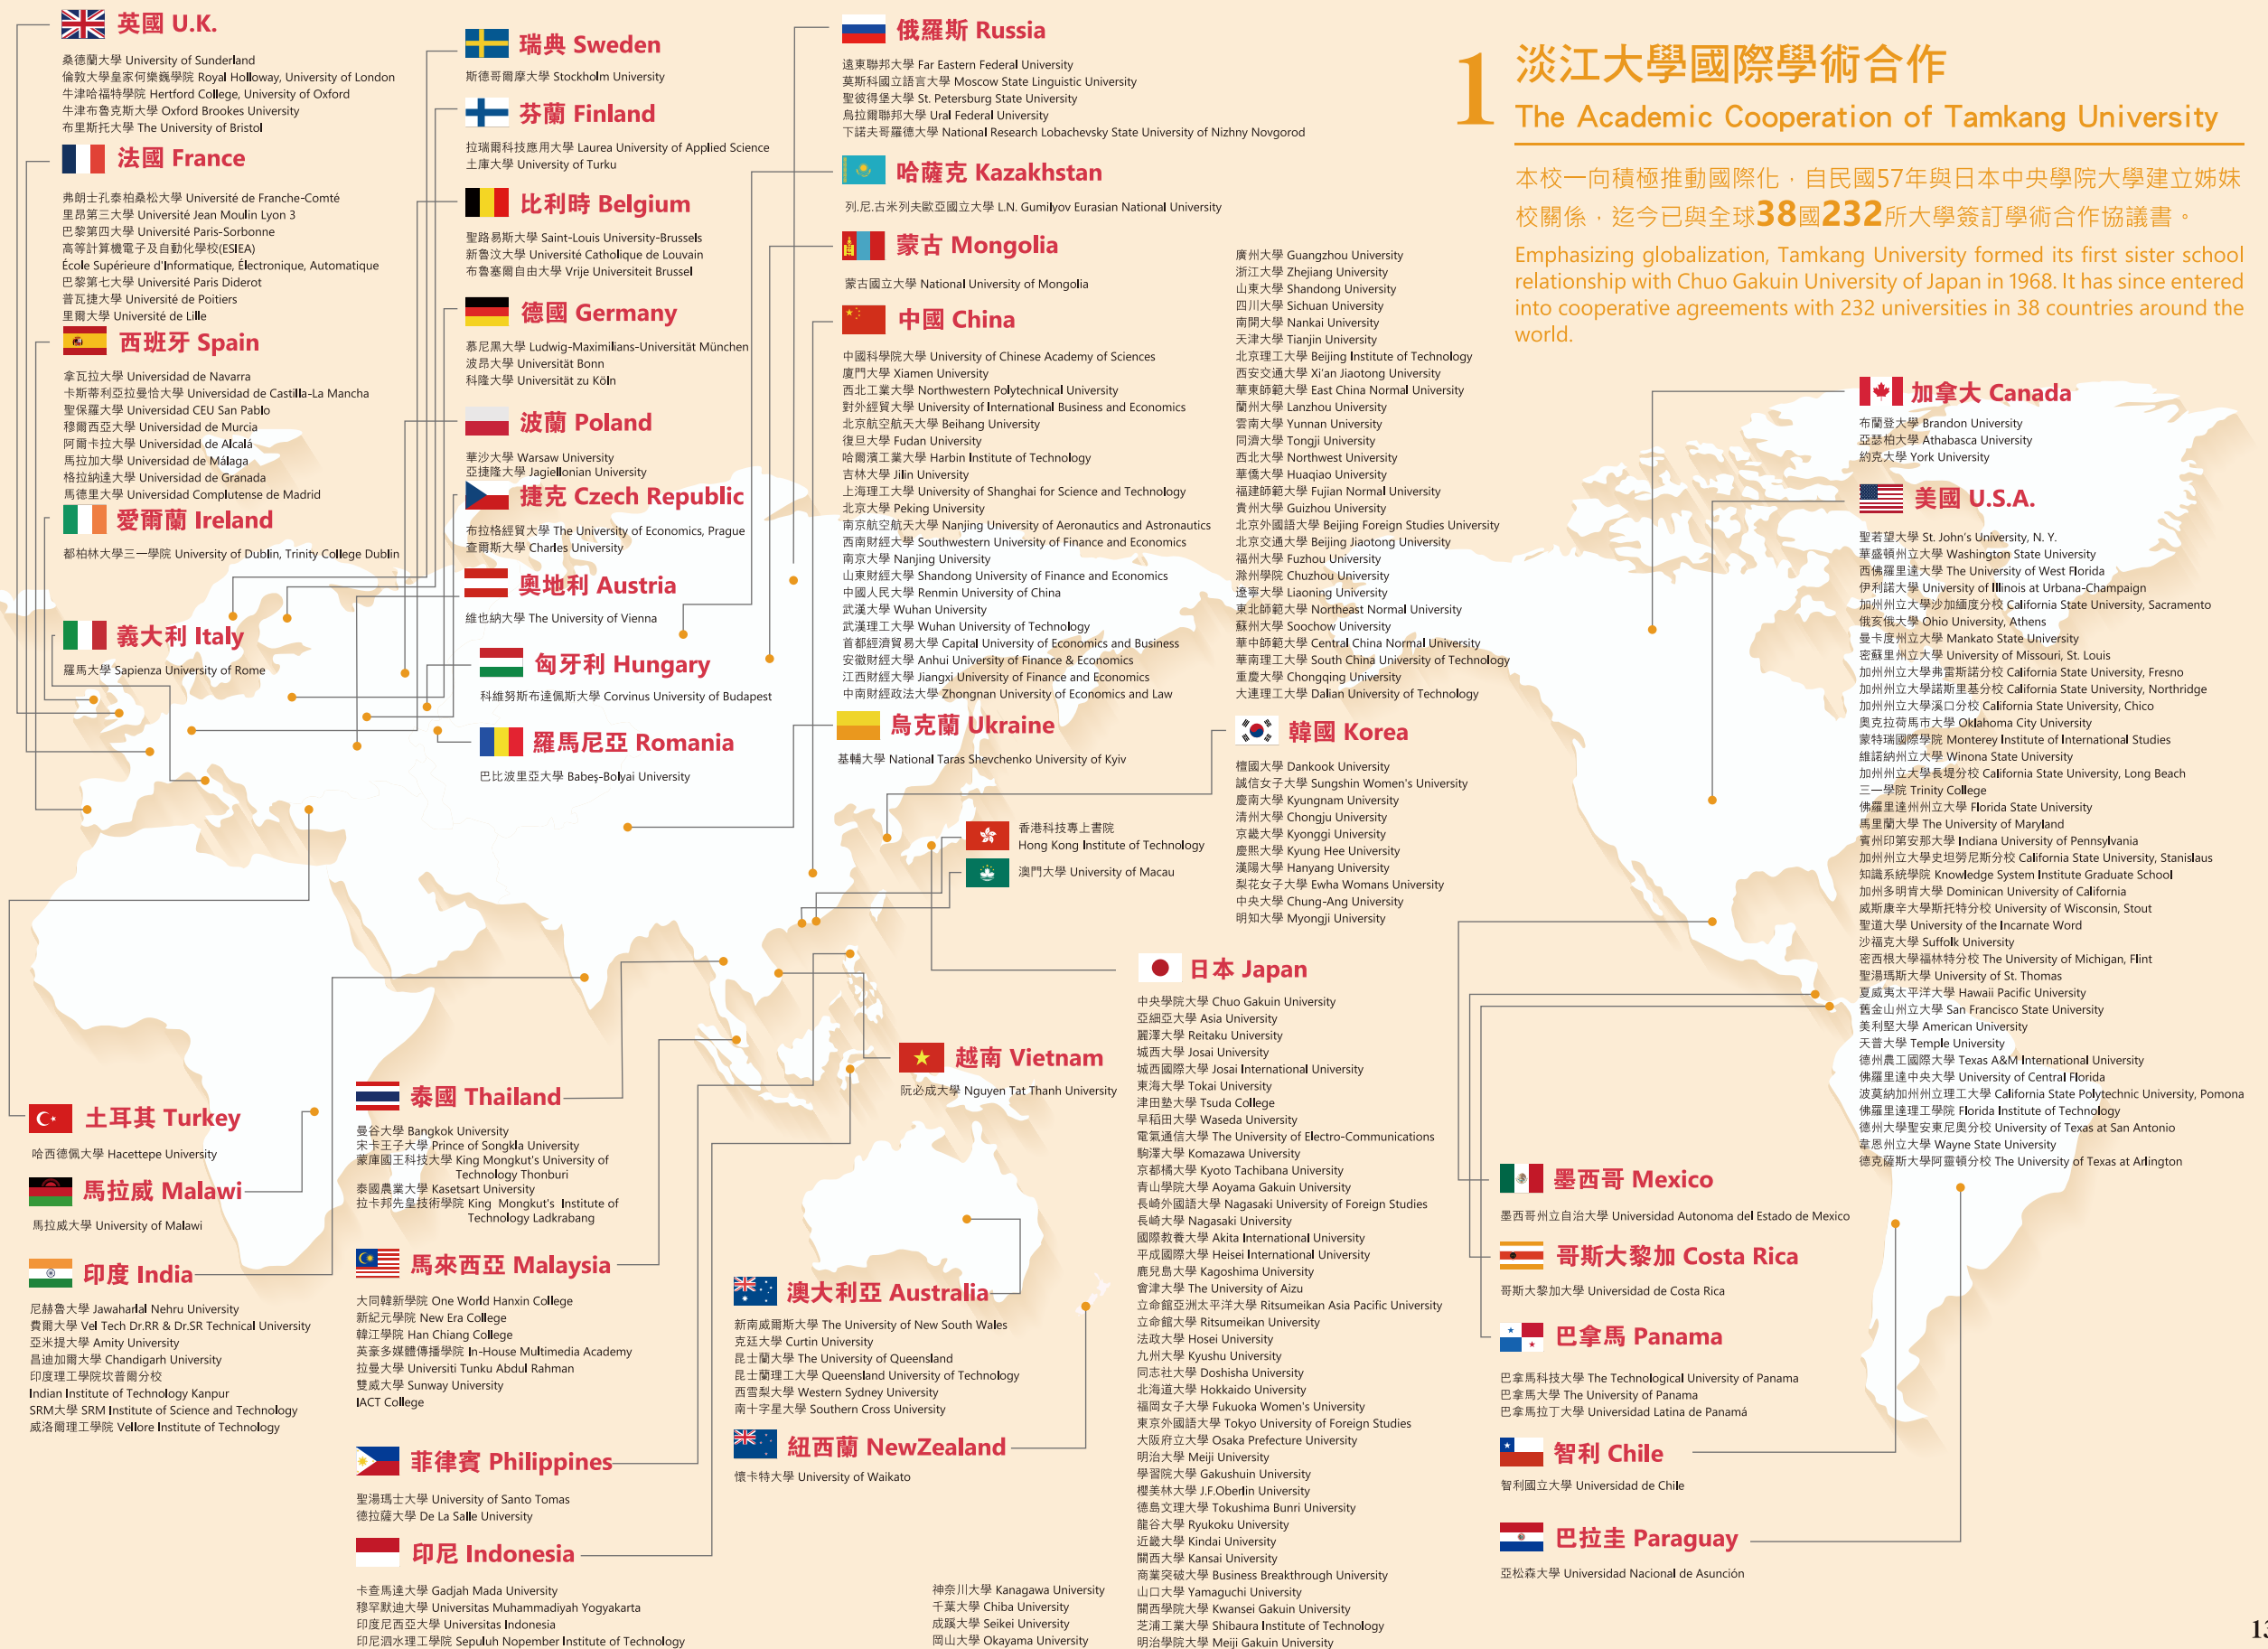 英國 U.K.
桑德蘭大學 University of Sunderland
倫敦大學皇家何樂巍學院 Royal Holloway, University of London
牛津哈福特學院 Hertford College, University of Oxford
牛津布魯克斯大學 Oxford Brookes University
布里斯托大學 The University of Bristol
法國 France
弗朗士孔泰柏桑松大學 Université de Franche-Comté
里昂第三大學 Université Jean Moulin Lyon 3
巴黎第四大學 Université Paris-Sorbonne
高等計算機電子及自動化學校(ESIEA)
École Supérieure d'Informatique, Électronique, Automatique
巴黎第七大學 Université Paris Diderot
普瓦捷大學 Université de Poitiers
里爾大學 Université de Lille
西班牙 Spain
拿瓦拉大學 Universidad de Navarra
卡斯蒂利亞拉曼恰大學 Universidad de Castilla-La Mancha
聖保羅大學 Universidad CEU San Pablo
穆爾西亞大學 Universidad de Murcia
阿爾卡拉大學 Universidad de Alcalá
馬拉加大學 Universidad de Málaga
格拉納達大學 Universidad de Granada
馬德里大學 Universidad Complutense de Madrid
愛爾蘭 Ireland
都柏林大學三一學院 University of Dublin, Trinity College Dublin
義大利 Italy
羅馬大學 Sapienza University of Rome
土耳其 Turkey
哈西德佩大學 Hacettepe University
馬拉威 Malawi
馬拉威大學 University of Malawi
印度 India
尼赫魯大學 Jawaharlal Nehru University
費爾大學 Vel Tech Dr.RR & Dr.SR Technical University
亞米提大學 Amity University
昌迪加爾大學 Chandigarh University
印度理工學院坎普爾分校
Indian Institute of Technology Kanpur
SRM大學 SRM Institute of Science and Technology
威洛爾理工學院 Vellore Institute of Technology
瑞典 Sweden
斯德哥爾摩大學 Stockholm University
芬蘭 Finland
拉瑞爾科技應用大學 Laurea University of Applied Science
土庫大學 University of Turku
比利時 Belgium
聖路易斯大學 Saint-Louis University-Brussels
新魯汶大學 Université Catholique de Louvain
布魯塞爾自由大學 Vrije Universiteit Brussel
德國 Germany
慕尼黑大學 Ludwig-Maximilians-Universität München
波昂大學 Universität Bonn
科隆大學 Universität zu Köln
波蘭 Poland
華沙大學 Warsaw University
亞捷隆大學 Jagiellonian University
捷克 Czech Republic
布拉格經貿大學 The University of Economics, Prague
查爾斯大學 Charles University
奧地利 Austria
維也納大學 The University of Vienna
匈牙利 Hungary
科維努斯布達佩斯大學 Corvinus University of Budapest
羅馬尼亞 Romania
巴比波里亞大學 Babeş-Bolyai University
泰國 Thailand
曼谷大學 Bangkok University
宋卡王子大學 Prince of Songkla University
蒙庫國王科技大學 King Mongkut's University of
Technology Thonburi
泰國農業大學 Kasetsart University
拉卡邦先皇技術學院 King Mongkut's Institute of
Technology Ladkrabang
馬來西亞 Malaysia
大同韓新學院 One World Hanxin College
新紀元學院 New Era College
韓江學院 Han Chiang College
英豪多媒體傳播學院 In-House Multimedia Academy
拉曼大學 Universiti Tunku Abdul Rahman
雙威大學 Sunway University
IACT College
菲律賓 Philippines
聖湯瑪士大學 University of Santo Tomas
德拉薩大學 De La Salle University
印尼 Indonesia
卡查馬達大學 Gadjah Mada University
穆罕默迪大學 Universitas Muhammadiyah Yogyakarta
印度尼西亞大學 Universitas Indonesia
印尼泗水理工學院 Sepuluh Nopember Institute of Technology
俄羅斯 Russia
遠東聯邦大學 Far Eastern Federal University
莫斯科國立語言大學 Moscow State Linguistic University
聖彼得堡大學 St. Petersburg State University
烏拉爾聯邦大學 Ural Federal University
下諾夫哥羅德大學 National Research Lobachevsky State University of Nizhny Novgorod
哈薩克 Kazakhstan
列.尼.古米列夫歐亞國立大學 L.N. Gumilyov Eurasian National University
蒙古 Mongolia
蒙古國立大學 National University of Mongolia
中國 China
中國科學院大學 University of Chinese Academy of Sciences
廈門大學 Xiamen University
西北工業大學 Northwestern Polytechnical University
對外經貿大學 University of International Business and Economics
北京航空航天大學 Beihang University
復旦大學 Fudan University
哈爾濱工業大學 Harbin Institute of Technology
吉林大學 Jilin University
上海理工大學 University of Shanghai for Science and Technology
北京大學 Peking University
南京航空航天大學 Nanjing University of Aeronautics and Astronautics
西南財經大學 Southwestern University of Finance and Economics
南京大學 Nanjing University
山東財經大學 Shandong University of Finance and Economics
中國人民大學 Renmin University of China
武漢大學 Wuhan University
武漢理工大學 Wuhan University of Technology
首都經濟貿易大學 Capital University of Economics and Business
安徽財經大學 Anhui University of Finance & Economics
江西財經大學 Jiangxi University of Finance and Economics
中南財經政法大學 Zhongnan University of Economics and Law
廣州大學 Guangzhou University
浙江大學 Zhejiang University
山東大學 Shandong University
四川大學 Sichuan University
南開大學 Nankai University
天津大學 Tianjin University
北京理工大學 Beijing Institute of Technology
西安交通大學 Xi'an Jiaotong University
華東師範大學 East China Normal University
蘭州大學 Lanzhou University
雲南大學 Yunnan University
同濟大學 Tongji University
西北大學 Northwest University
華僑大學 Huaqiao University
福建師範大學 Fujian Normal University
貴州大學 Guizhou University
北京外國語大學 Beijing Foreign Studies University
北京交通大學 Beijing Jiaotong University
福州大學 Fuzhou University
滁州學院 Chuzhou University
遼寧大學 Liaoning University
東北師範大學 Northeast Normal University
蘇州大學 Soochow University
華中師範大學 Central China Normal University
華南理工大學 South China University of Technology
重慶大學 Chongqing University
大連理工大學 Dalian University of Technology
烏克蘭 Ukraine
基輔大學 National Taras Shevchenko University of Kyiv
香港科技專上書院
Hong Kong Institute of Technology
澳門大學 University of Macau
韓國 Korea
檀國大學 Dankook University
誠信女子大學 Sungshin Women's University
慶南大學 Kyungnam University
清州大學 Chongju University
京畿大學 Kyonggi University
慶熙大學 Kyung Hee University
漢陽大學 Hanyang University
梨花女子大學 Ewha Womans University
中央大學 Chung-Ang University
明知大學 Myongji University
越南 Vietnam
阮必成大學 Nguyen Tat Thanh University
澳大利亞 Australia
新南威爾斯大學 The University of New South Wales
克廷大學 Curtin University
昆士蘭大學 The University of Queensland
昆士蘭理工大學 Queensland University of Technology
西雪梨大學 Western Sydney University
南十字星大學 Southern Cross University
紐西蘭 NewZealand
懷卡特大學 University of Waikato
日本 Japan
中央學院大學 Chuo Gakuin University
亞細亞大學 Asia University
麗澤大學 Reitaku University
城西大學 Josai University
城西國際大學 Josai International University
東海大學 Tokai University
津田塾大學 Tsuda College
早稻田大學 Waseda University
電氣通信大學 The University of Electro-Communications
駒澤大學 Komazawa University
京都橘大學 Kyoto Tachibana University
青山學院大學 Aoyama Gakuin University
長崎外國語大學 Nagasaki University of Foreign Studies
長崎大學 Nagasaki University
國際教養大學 Akita International University
平成國際大學 Heisei International University
鹿兒島大學 Kagoshima University
會津大學 The University of Aizu
立命館亞洲太平洋大學 Ritsumeikan Asia Pacific University
立命館大學 Ritsumeikan University
法政大學 Hosei University
九州大學 Kyushu University
同志社大學 Doshisha University
北海道大學 Hokkaido University
福岡女子大學 Fukuoka Women's University
東京外國語大學 Tokyo University of Foreign Studies
大阪府立大學 Osaka Prefecture University
明治大學 Meiji University
學習院大學 Gakushuin University
櫻美林大學 J.F.Oberlin University
德島文理大學 Tokushima Bunri University
龍谷大學 Ryukoku University
近畿大學 Kindai University
關西大學 Kansai University
商業突破大學 Business Breakthrough University
山口大學 Yamaguchi University
關西學院大學 Kwansei Gakuin University
芝浦工業大學 Shibaura Institute of Technology
明治學院大學 Meiji Gakuin University
神奈川大學 Kanagawa University
千葉大學 Chiba University
成蹊大學 Seikei University
岡山大學 Okayama University
1 淡江大學國際學術合作
The Academic Cooperation of Tamkang University
本校一向積極推動國際化，自民國57年與日本中央學院大學建立姊妹
校關係，迄今已與全球38國232所大學簽訂學術合作協議書。
Emphasizing globalization, Tamkang University formed its first sister school
relationship with Chuo Gakuin University of Japan in 1968. It has since entered
into cooperative agreements with 232 universities in 38 countries around the
world.
加拿大 Canada
布蘭登大學 Brandon University
亞瑟柏大學 Athabasca University
約克大學 York University
美國 U.S.A.
聖若望大學 St. John's University, N. Y.
華盛頓州立大學 Washington State University
西佛羅里達大學 The University of West Florida
伊利諾大學 University of Illinois at Urbana-Champaign
加州州立大學沙加緬度分校 California State University, Sacramento
俄亥俄大學 Ohio University, Athens
曼卡度州立大學 Mankato State University
密蘇里州立大學 University of Missouri, St. Louis
加州州立大學弗雷斯諾分校 California State University, Fresno
加州州立大學諾斯里基分校 California State University, Northridge
加州州立大學溪口分校 California State University, Chico
奧克拉荷馬市大學 Oklahoma City University
蒙特瑞國際學院 Monterey Institute of International Studies
維諾納州立大學 Winona State University
加州州立大學長堤分校 California State University, Long Beach
三一學院 Trinity College
佛羅里達州州立大學 Florida State University
馬里蘭大學 The University of Maryland
賓州印第安那大學 Indiana University of Pennsylvania
加州州立大學史坦勞尼斯分校 California State University, Stanislaus
知識系統學院 Knowledge System Institute Graduate School
加州多明肯大學 Dominican University of California
威斯康辛大學斯托特分校 University of Wisconsin, Stout
聖道大學 University of the Incarnate Word
沙福克大學 Suffolk University
密西根大學福林特分校 The University of Michigan, Flint
聖湯瑪斯大學 University of St. Thomas
夏威夷太平洋大學 Hawaii Pacific University
舊金山州立大學 San Francisco State University
美利堅大學 American University
天普大學 Temple University
德州農工國際大學 Texas A&M International University
佛羅里達中央大學 University of Central Florida
波莫納加州州立理工大學 California State Polytechnic University, Pomona
佛羅里達理工學院 Florida Institute of Technology
德州大學聖安東尼奧分校 University of Texas at San Antonio
韋恩州立大學 Wayne State University
德克薩斯大學阿靈頓分校 The University of Texas at Arlington
墨西哥 Mexico
墨西哥州立自治大學 Universidad Autonoma del Estado de Mexico
哥斯大黎加 Costa Rica
哥斯大黎加大學 Universidad de Costa Rica
巴拿馬 Panama
巴拿馬科技大學 The Technological University of Panama
巴拿馬大學 The University of Panama
巴拿馬拉丁大學 Universidad Latina de Panamá
智利 Chile
智利國立大學 Universidad de Chile
巴拉圭 Paraguay
亞松森大學 Universidad Nacional de Asunción
13